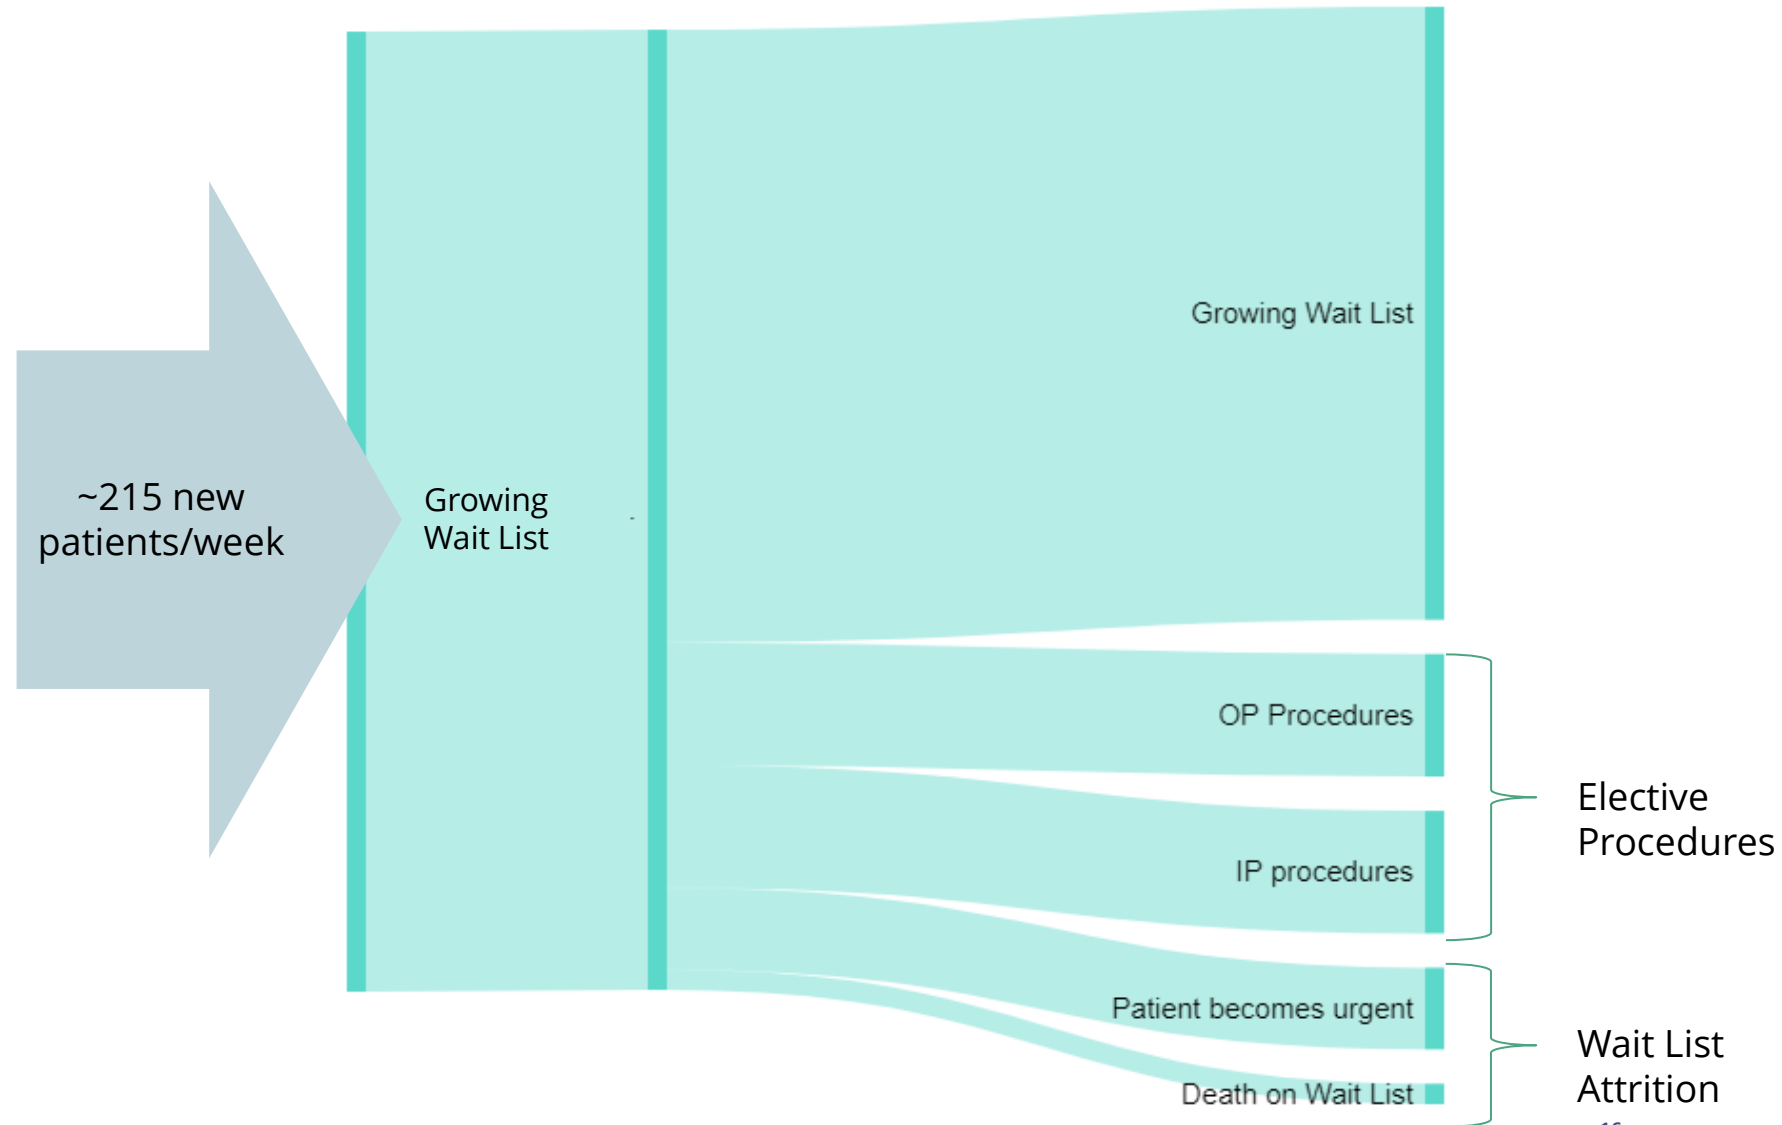 ~215 new
patients/week
Growing
Wait List
-
Growing Wait List
OP Procedures
IP procedures
Patient becomes urgent
Death on Wait List
Elective
Procedures
Wait List
Attrition